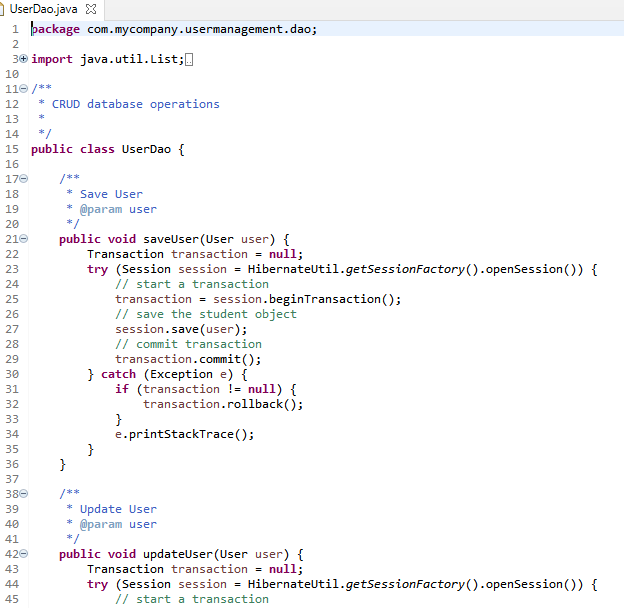 UserDao.java
1 package com.mycompany.usermanagement.dao;
2
3 import java.util.List;
10
11 /**
12 * CRUD database operations
13 *
14 */
15 public class UserDao {
16
17 /**
18 * Save User
19 * @param user
20 */
21 public void saveUser(User user) {
22 Transaction transaction = null;
23 try (Session session = HibernateUtil.getSessionFactory().openSession()) {
24 // start a transaction
25 transaction = session.beginTransaction();
26 // save the student object
27 session.save(user);
28 // commit transaction
29 transaction.commit();
30 } catch (Exception e) {
31 if (transaction != null) {
32 transaction.rollback();
33 }
34 e.printStackTrace();
35 }
36 }
37
38 /**
39 * Update User
40 * @param user
41 */
42 public void updateUser(User user) {
43 Transaction transaction = null;
44 try (Session session = HibernateUtil.getSessionFactory().openSession()) {
45 // start a transaction